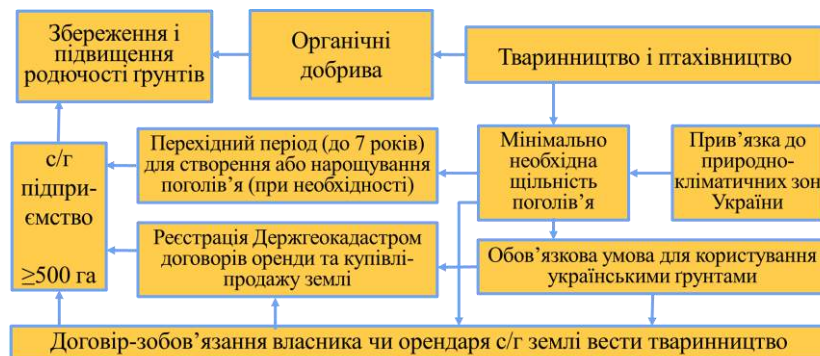 Збереження і
підвищення
родючості ґрунтів
Органічні
добрива
Тваринництво і птахівництво
с/г
підпри-
ємство
≥500 га
Перехідний період (до 7 років)
для створення або нарощування
поголів’я (при необхідності)
Мінімально
необхідна
щільність
поголів’я
Прив’язка до
природно-
кліматичних зон
України
Реєстрація Держгеокадастром
договорів оренди та купівлі-
продажу землі
Обов’язкова умова для користування
українськими ґрунтами
Договір-зобов’язання власника чи орендаря с/г землі вести тваринництво